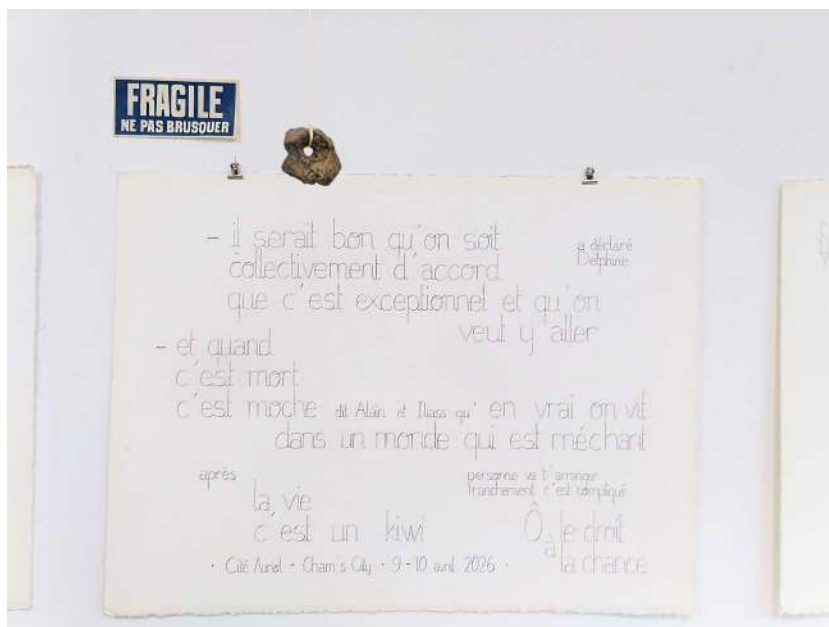 FRAGILE
NE PAS BRUSQUER
- il serait bon qu'on soit
a déclaré
Delphine
collectivement d'accord
que c'est exceptionnel et qu'on
veut y aller
- et quand
c'est mort
c'est moche dit Alain et Iliass qu' en vrai on vit
dans un monde qui est méchant
après
la vie
c'est un kiwi
personne va t'arranger
franchement c'est compliqué
Ô le droit
à la chance
• Cité Auriol • Cham's City • 9-10 avril 2026 •